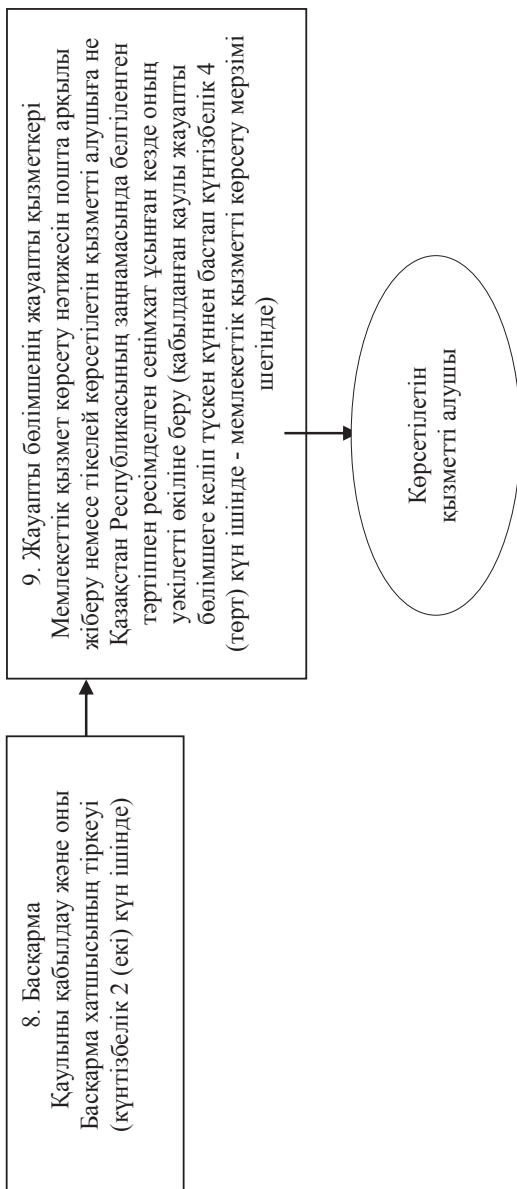 8. Басқарма
Қаулыны қабылдау және оны
Басқарма хатшысының тіркеуі
(күнтізбелік 2 (екі) күн ішінде)
9. Жауапты бөлімшенің жауапты қызметкері
Мемлекеттік қызмет көрсету нәтижесін пошта арқылы
жіберу немесе тікелей көрсетілетін қызметті алушыға не
Қазақстан Республикасының заңнамасында белгіленген
тәртіппен ресімделген сенімхат ұсынған кезде оның
уәкілетті өкіліне беру (қабылданған қаулы жауапты
бөлімшеге келіп түскен күннен бастап күнтізбелік 4
(төрт) күн ішінде - мемлекеттік қызметті көрсету мерзімі
шегінде)
Көрсетілетін
қызметті алушы